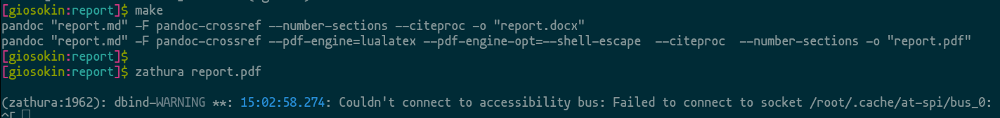 [giosokin:report]$ make
pandoc "report.md" -F pandoc-crossref --number-sections --citeproc -o "report.docx"
pandoc "report.md" -F pandoc-crossref --pdf-engine=lualatex --pdf-engine-opt=--shell-escape  --citeproc  --number-sections -o "report.pdf"
[giosokin:report]$
[giosokin:report]$ zathura report.pdf
(zathura:1962): dbind-WARNING **: 15:02:58.274: Couldn't connect to accessibility bus: Failed to connect to socket /root/.cache/at-spi/bus_0: